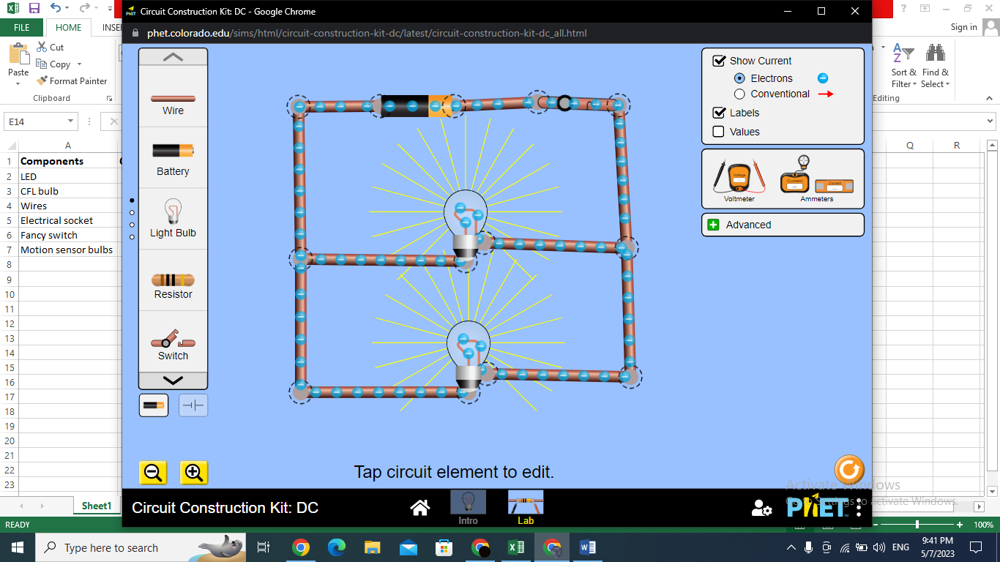 Circuit Construction Kit: DC - Google Chrome
phet.colorado.edu/sims/html/circuit-construction-kit-dc/latest/circuit-construction-kit-dc_all.html
FILE
HOME
INSE
Sign in
Cut
Copy
Paste
Format Painter
Clipboard
Sort & Find &
Filter Select
Editing
E14
A
Q
R
1 Components
2 LED
3 CFL bulb
4 Wires
5 Electrical socket
6 Fancy switch
7 Motion sensor bulbs
8
9
10
11
12
13
14
15
16
17
18
19
20
21
22
23
Wire
Battery
Light Bulb
Resistor
Switch
Show Current
Electrons
Conventional
Labels
Values
Voltage
Current
Current
Voltmeter
Ammeters
Advanced
Tap circuit element to edit.
Activate Windows
Settings to activate Windows.
Circuit Construction Kit: DC
Intro
Lab
PhET
Sheet1
READY
100%
Type here to search
ENG
9:41 PM
5/7/2023